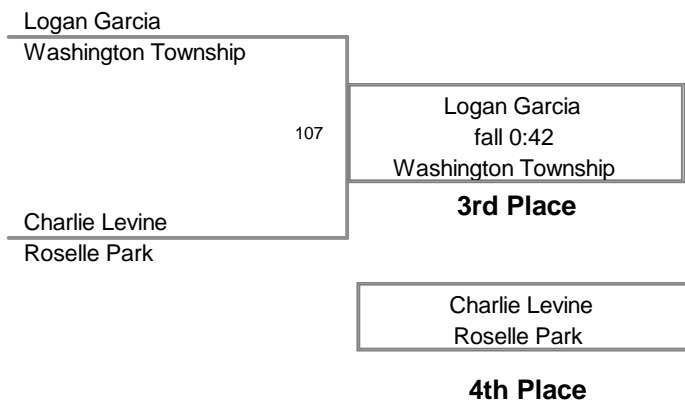 Logan Garcia
Washington Township
107
Logan Garcia
fall 0:42
Washington Township
3rd Place
Charlie Levine
Roselle Park
Charlie Levine
Roselle Park
4th Place